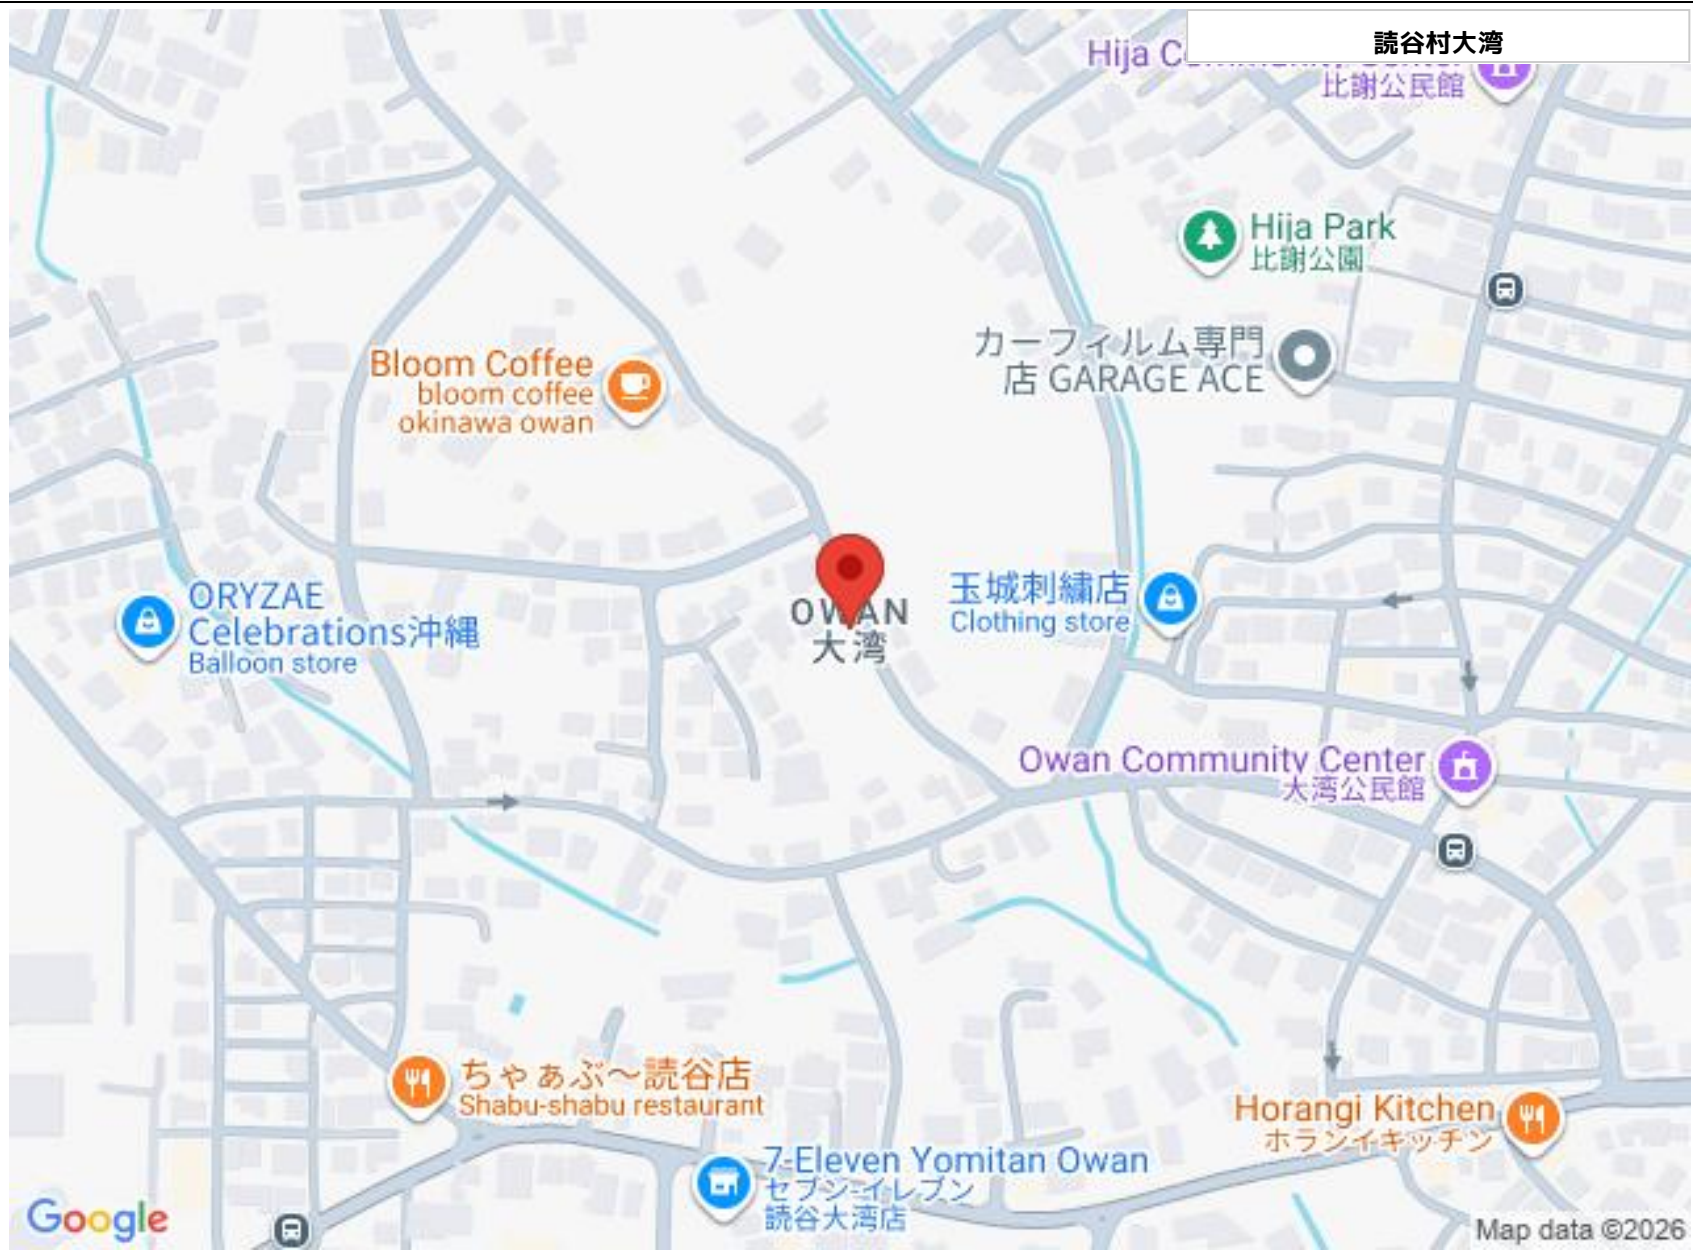 読谷村大湾
Hija Community Center
比謝公民館
Hija Park
比謝公園
カーフィルム専門
店 GARAGE ACE
Bloom Coffee
bloom coffee
okinawa owan
OWAN
大湾
玉城刺繍店
Clothing store
ORYZAE
Celebrations沖縄
Balloon store
Owan Community Center
大湾公民館
ちゃぁぶ〜読谷店
Shabu-shabu restaurant
Horangi Kitchen
ホランイキッチン
7-Eleven Yomitan Owan
セブン-イレブン
読谷大湾店
Google
Map data ©2026